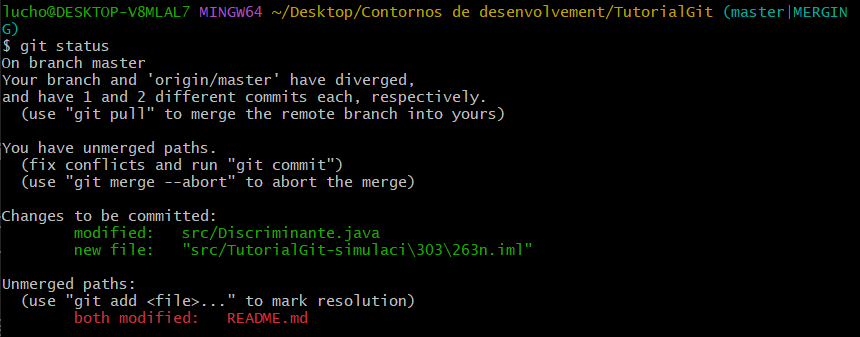 lucho@DESKTOP-V8MLAL7 MINGW64 ~/Desktop/Contornos de desenvolvement/TutorialGit (master|MERGIN
G)
$ git status
On branch master
Your branch and 'origin/master' have diverged,
and have 1 and 2 different commits each, respectively.
  (use "git pull" to merge the remote branch into yours)

You have unmerged paths.
  (fix conflicts and run "git commit")
  (use "git merge --abort" to abort the merge)

Changes to be committed:
        modified:   src/Discriminante.java
        new file:   "src/TutorialGit-simulaci\303\263n.iml"

Unmerged paths:
  (use "git add <file>..." to mark resolution)
        both modified:   README.md